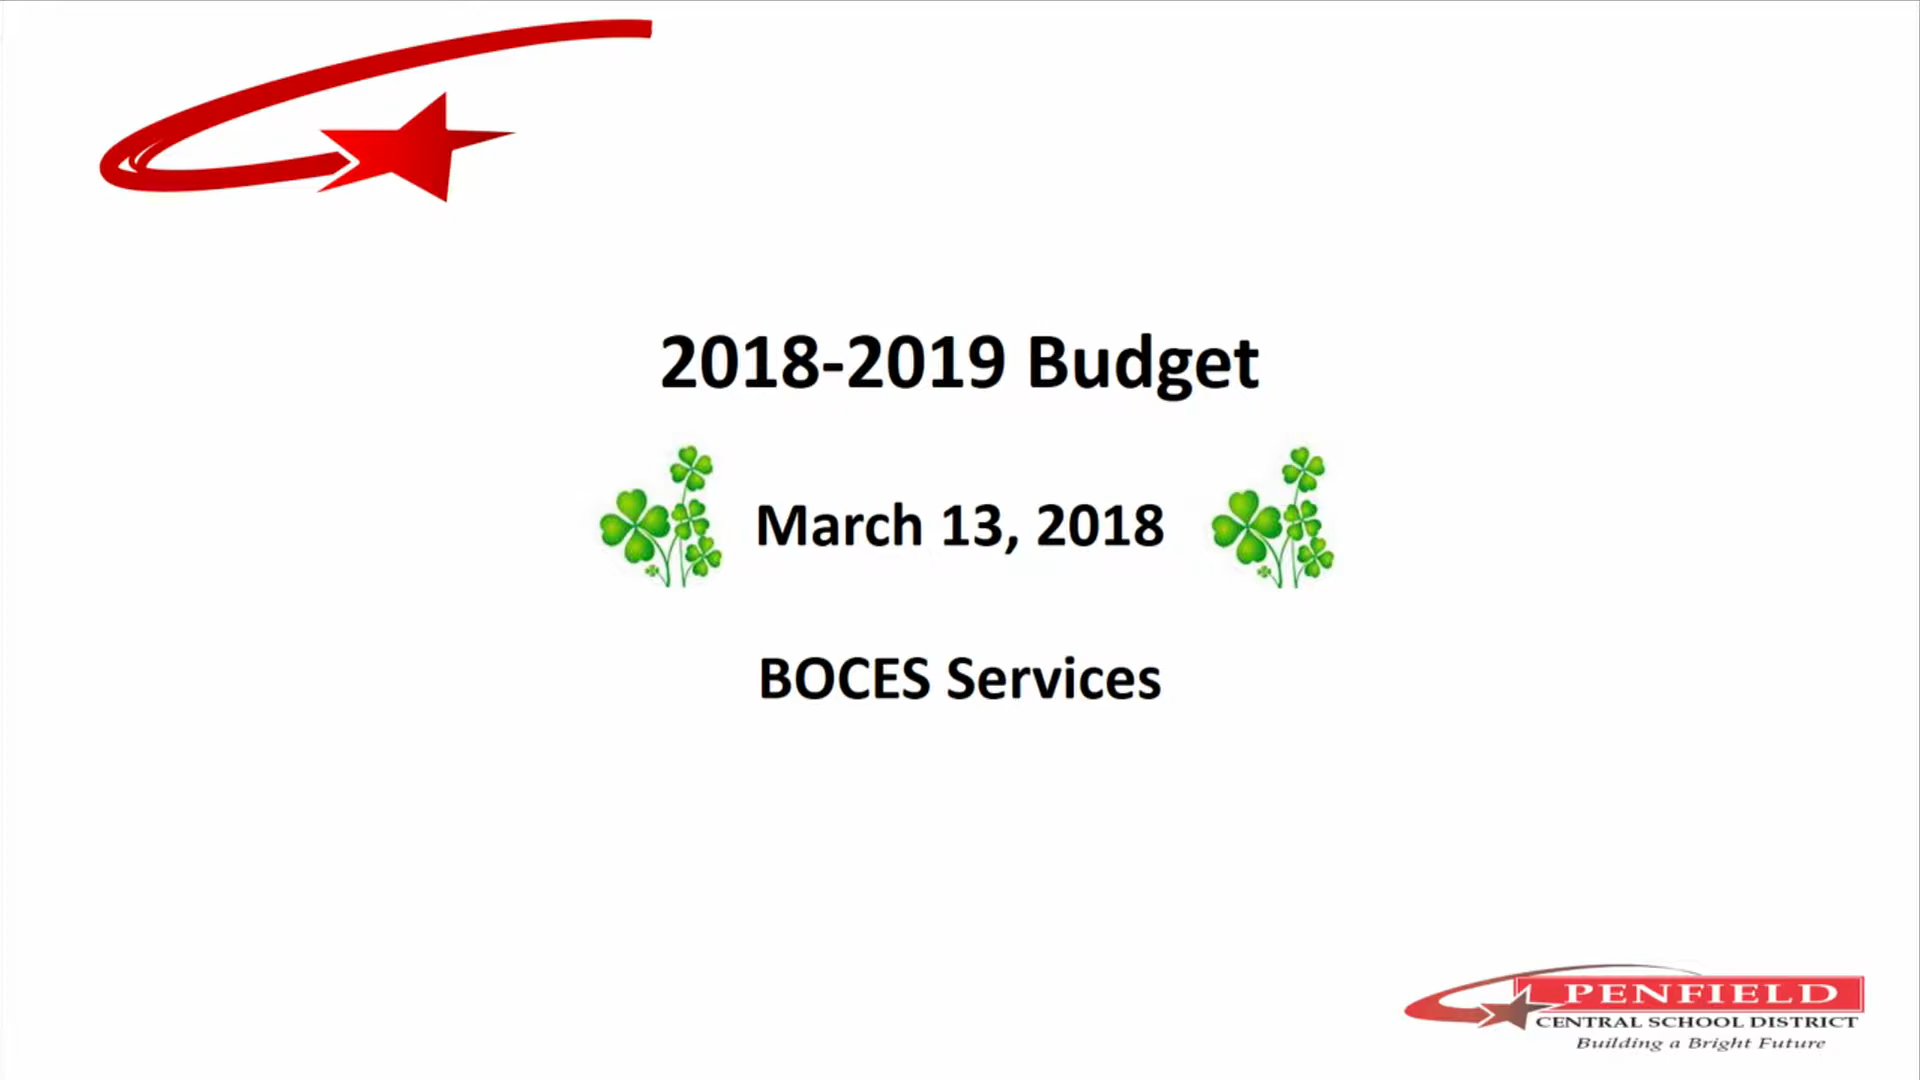 2018-2019 Budget
March 13, 2018
BOCES Services
PENFIELD
CENTRAL SCHOOL DISTRICT
Building a Bright Future